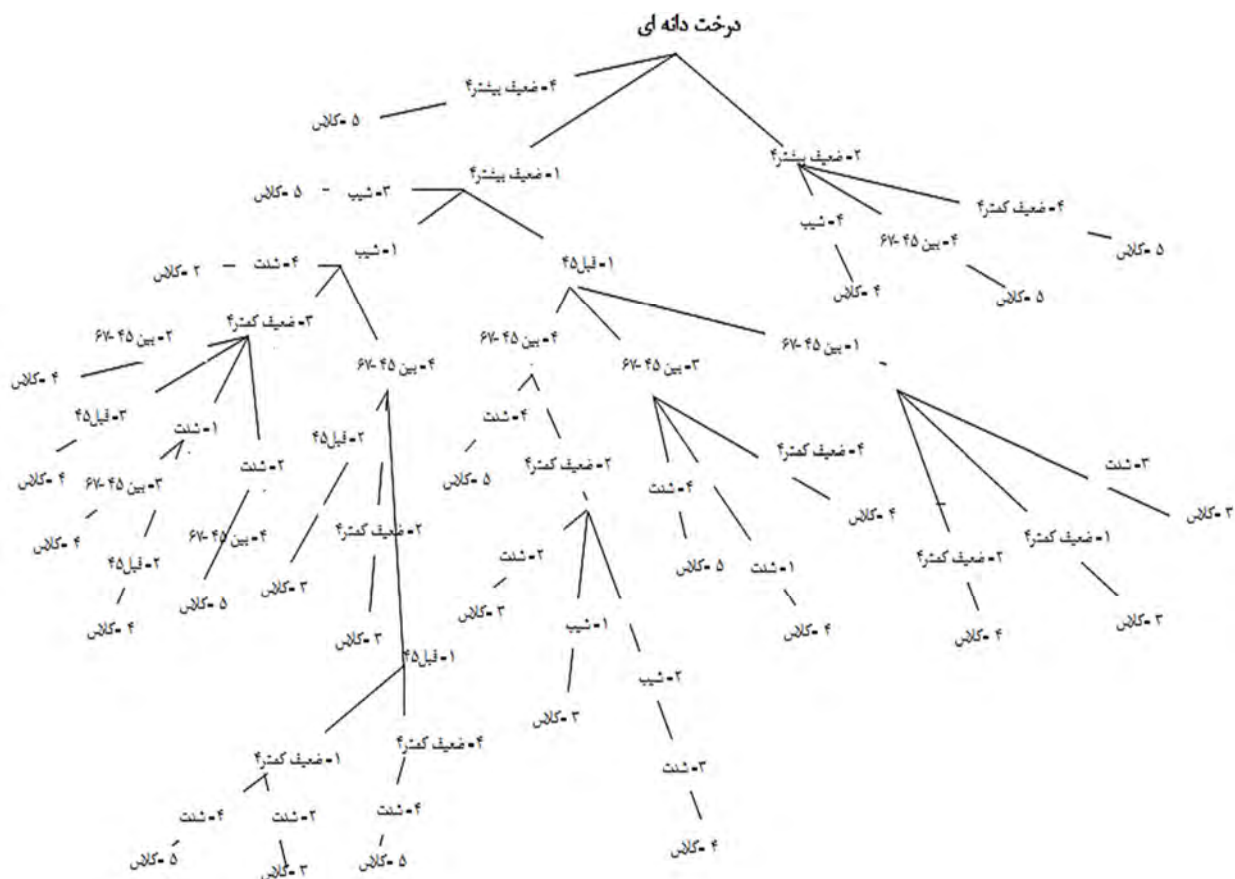 درخت دانه ای
۴= ضعیف بیشتر۴
۵ =کلاس
۲= ضعیف بیشتر۴
۱= ضعیف بیشتر۴
۳= شیب
۵ =کلاس
۴= ضعیف کمتر۴
۴= شیب
۴= بین ۴۵ -۶۷
۵ =کلاس
۱= شیب
۱= قبل۴۵
۴= شدت
۲ =کلاس
۴ =کلاس
۵ =کلاس
۳= ضعیف کمتر۴
۲= بین ۴۵ -۶۷
۴= بین ۴۵ -۶۷
۱= بین ۴۵ -۶۷
۴= بین ۴۵ -۶۷
۳= بین ۴۵ -۶۷
۴ =کلاس
۳= قبل۴۵
۱= شدت
۲= قبل۴۵
۴= شدت
۴= ضعیف کمتر۴
۳= شدت
۲= شدت
۲= ضعیف کمتر۴
۴ =کلاس
۳= بین ۴۵ -۶۷
۵ =کلاس
۴= شدت
۴ =کلاس
۳ =کلاس
۴ =کلاس
۴= بین ۴۵ -۶۷
۲= ضعیف کمتر۴
۱= ضعیف کمتر۴
۲= ضعیف کمتر۴
۲= قبل۴۵
۲= شدت
۵ =کلاس
۱= شدت
۴ =کلاس
۵ =کلاس
۳ =کلاس
۳ =کلاس
۱= شیب
۴ =کلاس
۴ =کلاس
۳ =کلاس
۳ =کلاس
۱= قبل۴۵
۲= شیب
۳ =کلاس
۱= ضعیف کمتر۴
۴= ضعیف کمتر۴
۳= شدت
۴= شدت
۲= شدت
۴= شدت
۵ =کلاس
۳ =کلاس
۵ =کلاس
۴ =کلاس